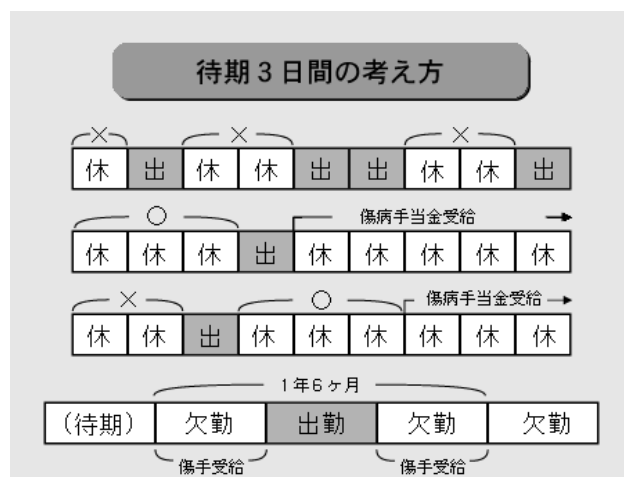 待期3日間の考え方
× × ×
休 出 休 休 出 出 休 休 出
○ 傷病手当金受給
休 休 休 出 休 休 休 休 休
× ○ 傷病手当金受給
休 休 出 休 休 休 休 休 休
1年6ヶ月
(待期) 欠勤 出勤 欠勤 欠勤
傷手受給 傷手受給